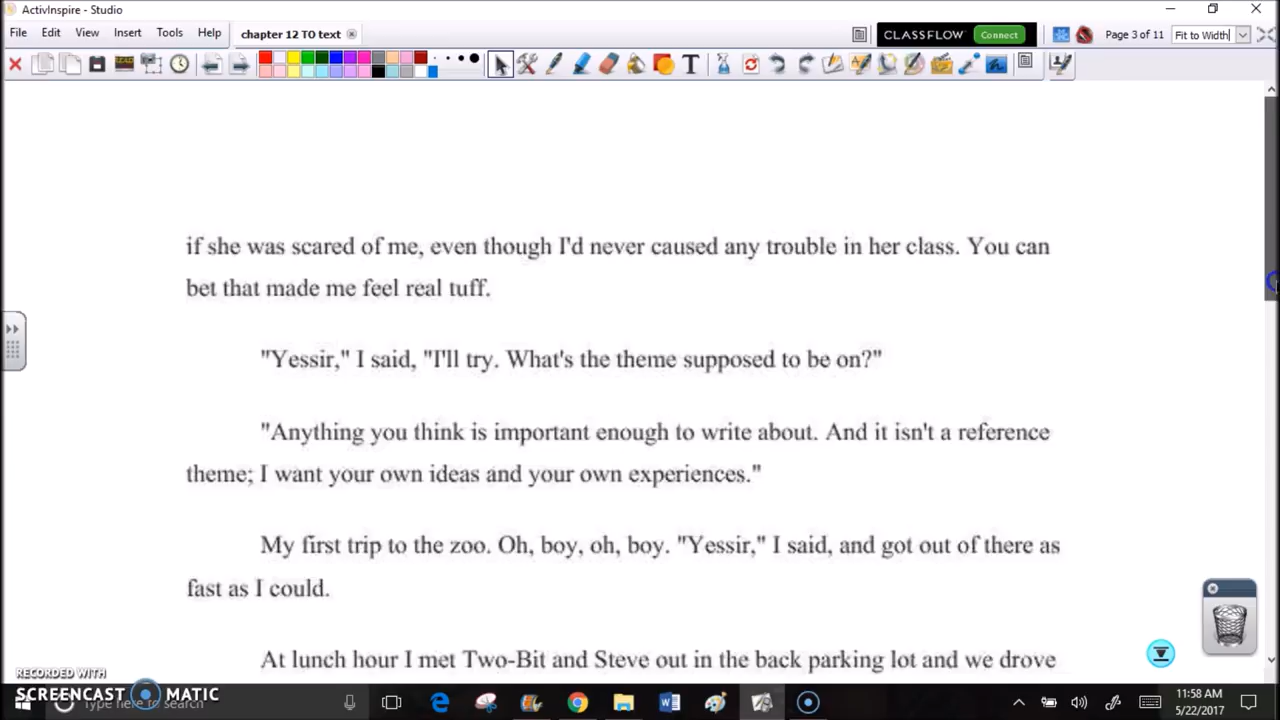 ActivInspire - Studio
File Edit View Insert Tools Help
chapter 12 TO text
CLASSFLOW Connect
Page 3 of 11
Fit to Width
if she was scared of me, even though I'd never caused any trouble in her class. You can
bet that made me feel real tuff.
"Yessir," I said, "I'll try. What's the theme supposed to be on?"
"Anything you think is important enough to write about. And it isn't a reference
theme; I want your own ideas and your own experiences."
My first trip to the zoo. Oh, boy, oh, boy. "Yessir," I said, and got out of there as
fast as I could.
At lunch hour I met Two-Bit and Steve out in the back parking lot and we drove
RECORDED WITH
SCREENCAST MATIC
Type here to search
11:58 AM
5/22/2017